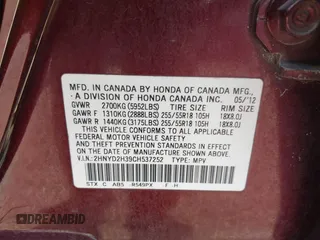 MFD. IN CANADA BY HONDA OF CANADA MFG.,
A DIVISION OF HONDA CANADA INC. 05/'12
GVWR 2700KG (5952LBS) TIRE SIZE RIM SIZE
GAWR F 1310KG (2888LBS) 255/55R18 105H 18X8.0J
GAWR R 1440KG (3175LBS) 255/55R18 105H 18X8.0J
THIS VEHICLE CONFORMS TO ALL APPLICABLE
FEDERAL MOTOR VEHICLE SAFETY AND THEFT
PREVENTION STANDARDS IN EFFECT ON THE DATE
OF MANUFACTURE SHOWN ABOVE.
V.I.N.: 2HNYD2H39CH537252 TYPE: MPV
STX C AB5 R549PX F H
DREAMBID